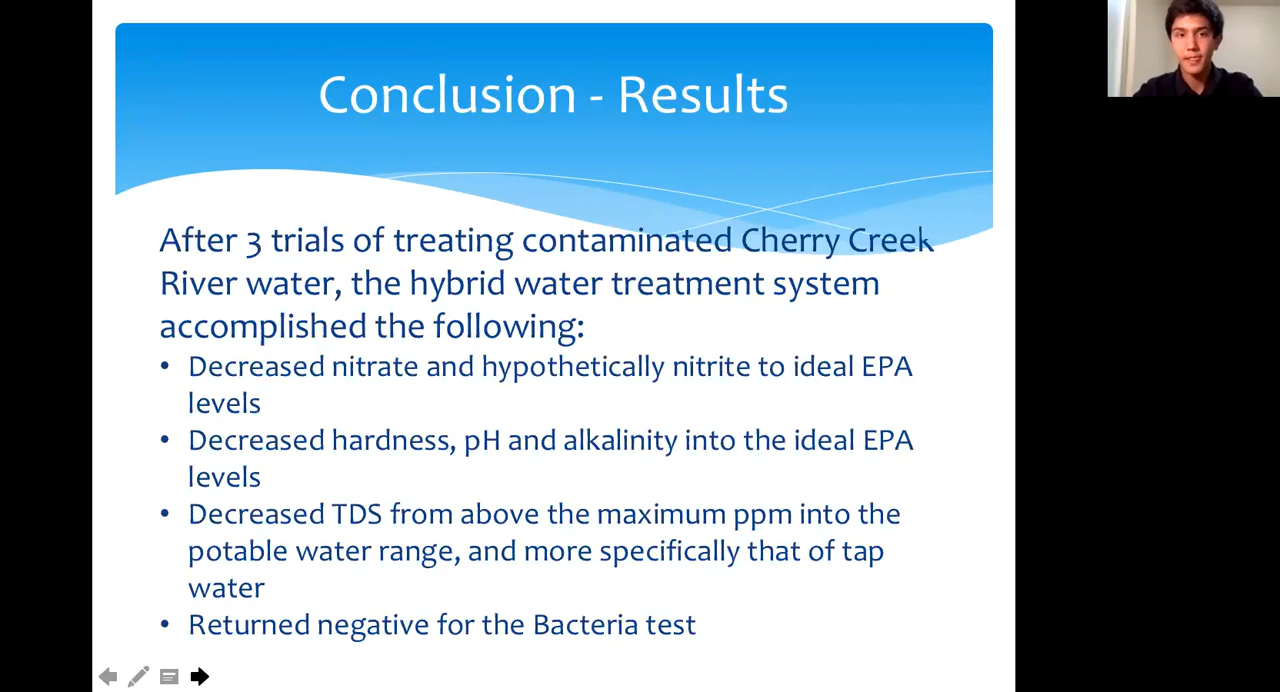 Conclusion - Results
After 3 trials of treating contaminated Cherry Creek
River water, the hybrid water treatment system
accomplished the following:
• Decreased nitrate and hypothetically nitrite to ideal EPA
levels
• Decreased hardness, pH and alkalinity into the ideal EPA
levels
• Decreased TDS from above the maximum ppm into the
potable water range, and more specifically that of tap
water
• Returned negative for the Bacteria test